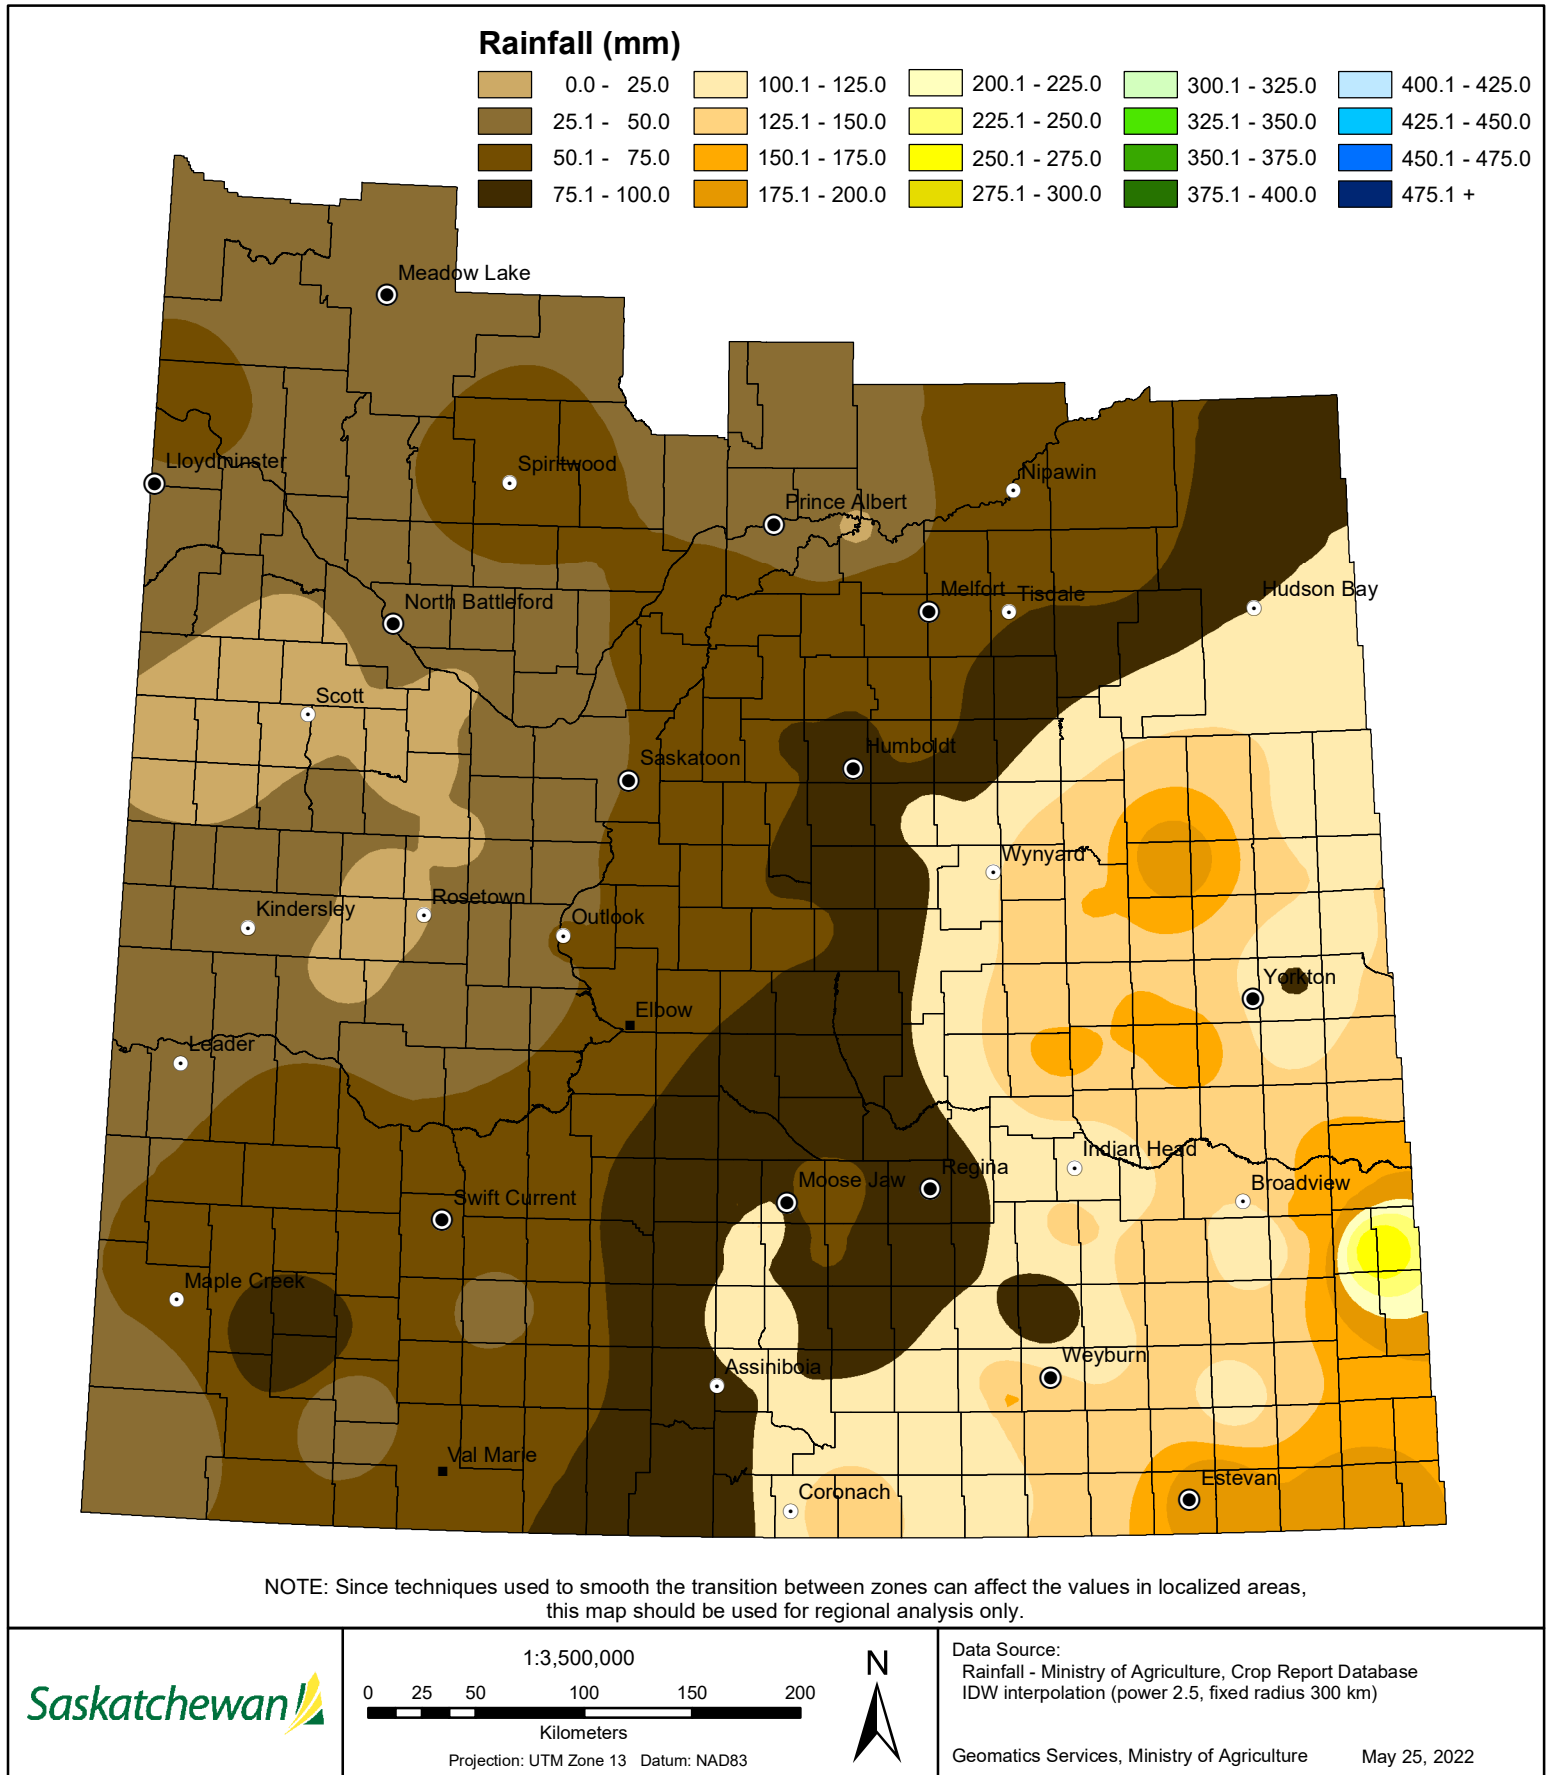 Rainfall (mm)
0.0 - 25.0
25.1 - 50.0
50.1 - 75.0
75.1 - 100.0
100.1 - 125.0
125.1 - 150.0
150.1 - 175.0
175.1 - 200.0
200.1 - 225.0
225.1 - 250.0
250.1 - 275.0
275.1 - 300.0
300.1 - 325.0
325.1 - 350.0
350.1 - 375.0
375.1 - 400.0
400.1 - 425.0
425.1 - 450.0
450.1 - 475.0
475.1 +
Meadow Lake
Lloydminster
Spiritwood
Nipawin
Prince Albert
Melfort
Tisdale
Hudson Bay
North Battleford
Scott
Saskatoon
Humboldt
Wynyard
Kindersley
Rosetown
Outlook
Yorkton
Elbow
Leader
Indian Head
Moose Jaw
Regina
Broadview
Swift Current
Maple Creek
Assiniboia
Weyburn
Val Marie
Coronach
Estevan
NOTE: Since techniques used to smooth the transition between zones can affect the values in localized areas,
this map should be used for regional analysis only.
Saskatchewan
1:3,500,000
0 25 50 100 150 200
Kilometers
Projection: UTM Zone 13 Datum: NAD83
N
Data Source:
Rainfall - Ministry of Agriculture, Crop Report Database
IDW interpolation (power 2.5, fixed radius 300 km)
Geomatics Services, Ministry of Agriculture May 25, 2022